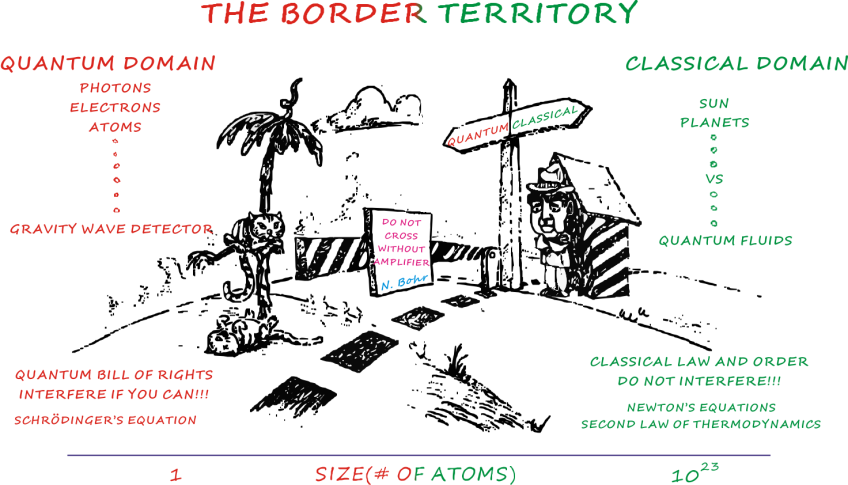 THE BORDER TERRITORY
QUANTUM DOMAIN
PHOTONS
ELECTRONS
ATOMS
GRAVITY WAVE DETECTOR
CLASSICAL DOMAIN
SUN
PLANETS
VS
QUANTUM FLUIDS
QUANTUM CLASSICAL
DO NOT
CROSS
WITHOUT
AMPLIFIER
N. Bohr
QUANTUM BILL OF RIGHTS
INTERFERE IF YOU CAN!!!
SCHRÖDINGER'S EQUATION
CLASSICAL LAW AND ORDER
DO NOT INTERFERE!!!
NEWTON'S EQUATIONS
SECOND LAW OF THERMODYNAMICS
1 SIZE(# OF ATOMS) 10²³